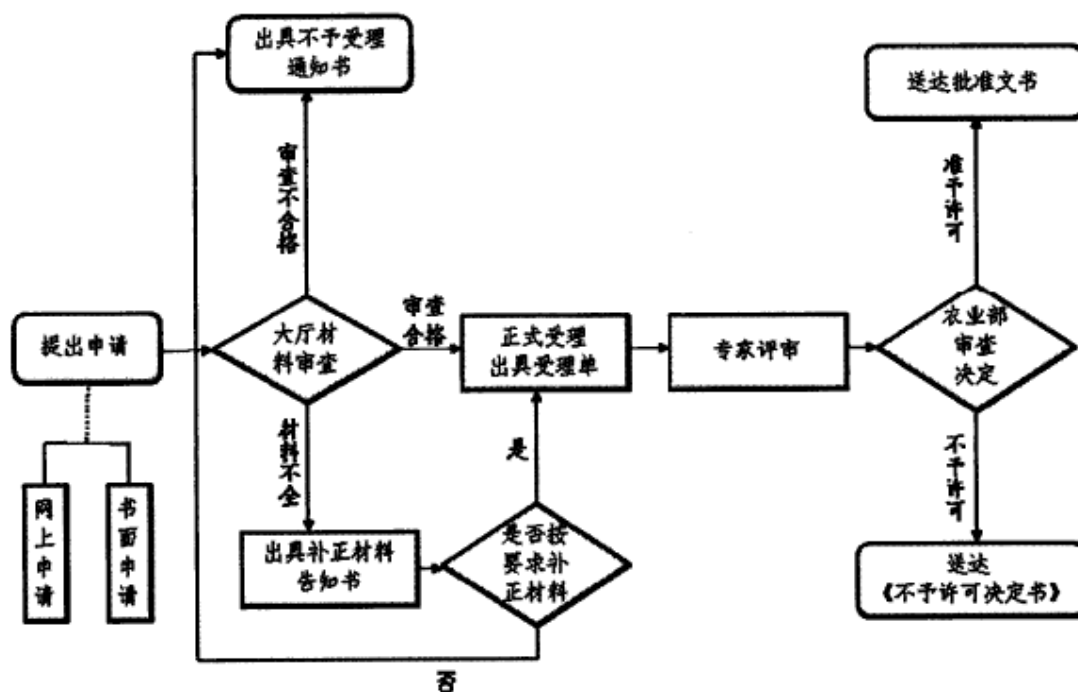 出具不予受理
通知书
送达批准文书
审查不合格
准予许可
提出申请
大厅材
料审查
审查
合格
正式受理
出具受理单
专家评审
农业部
审查
决定
材料不全
是
不予许可
网上申请
书面申请
出具补正材料
告知书
是否按
要求补
正材料
送达
《不予许可决定书》
否